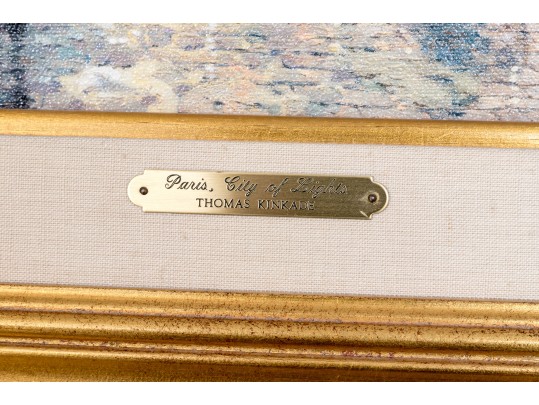 Paris, City of Lights
THOMAS KINKADE